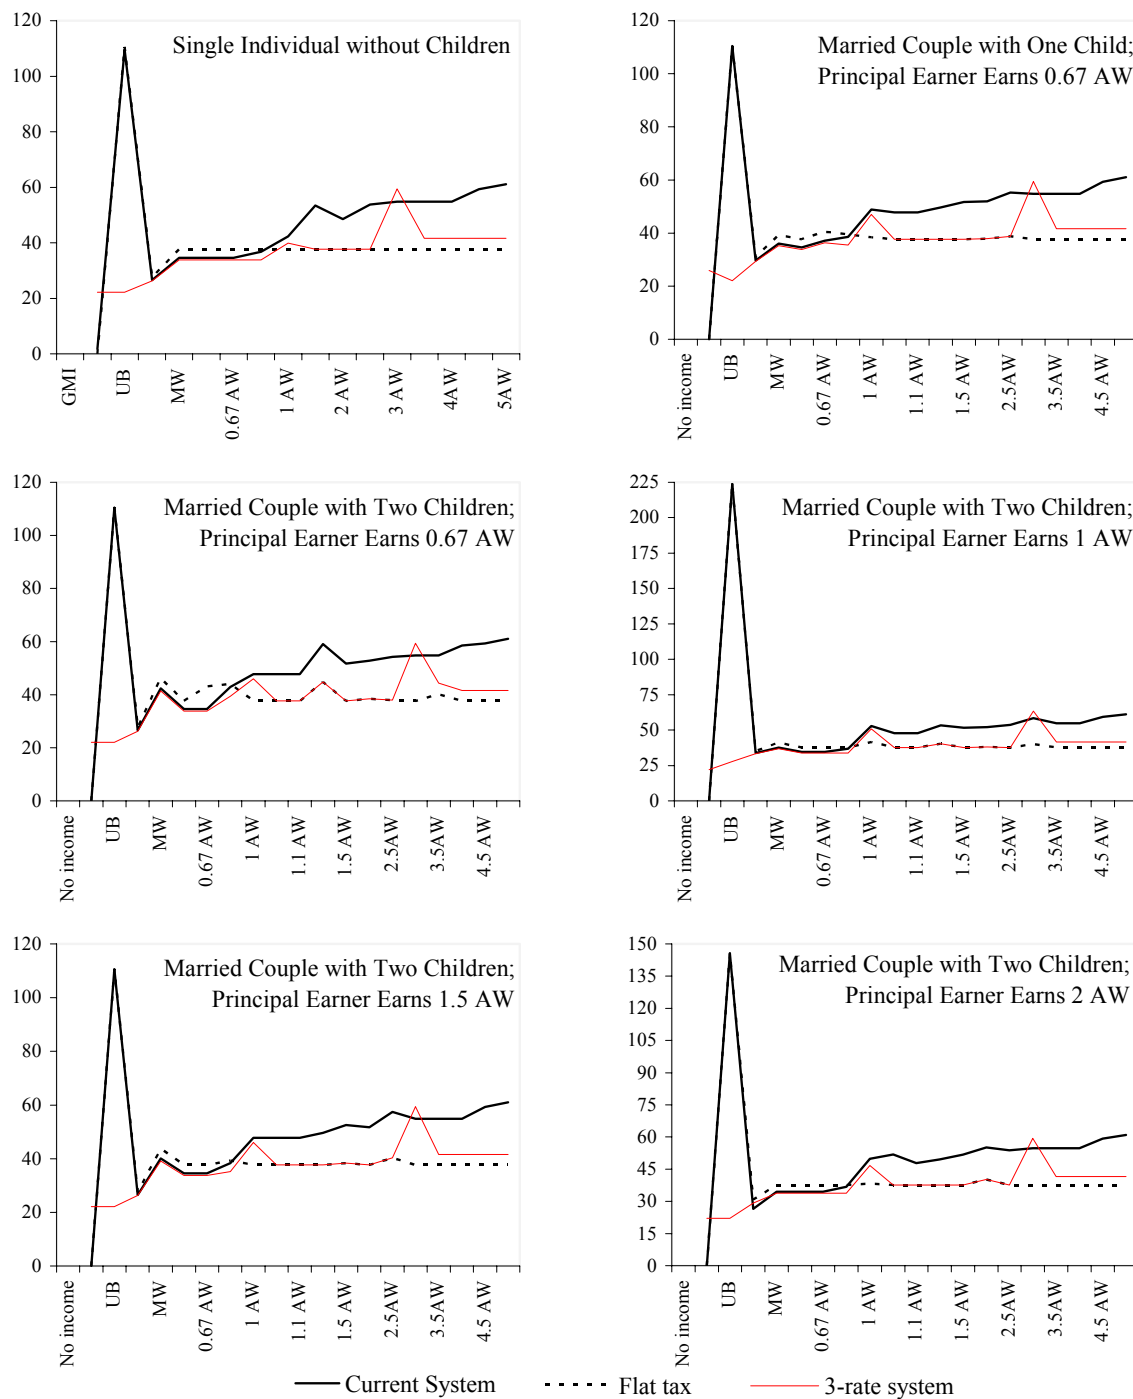 Single Individual without Children
120
100
80
60
40
20
0
GMI
UB
MW
0.67 AW
1 AW
2 AW
3 AW
4AW
5AW
Married Couple with One Child;
Principal Earner Earns 0.67 AW
120
100
80
60
40
20
0
No income
UB
MW
0.67 AW
1 AW
1.1 AW
1.5 AW
2.5AW
3.5AW
4.5 AW
Married Couple with Two Children;
Principal Earner Earns 0.67 AW
120
100
80
60
40
20
0
No income
UB
MW
0.67 AW
1 AW
1.1 AW
1.5 AW
2.5AW
3.5AW
4.5 AW
Married Couple with Two Children;
Principal Earner Earns 1 AW
225
200
175
150
125
100
75
50
25
0
No income
UB
MW
0.67 AW
1 AW
1.1 AW
1.5 AW
2.5AW
3.5AW
4.5 AW
Married Couple with Two Children;
Principal Earner Earns 1.5 AW
120
100
80
60
40
20
0
No income
UB
MW
0.67 AW
1 AW
1.1 AW
1.5 AW
2.5AW
3.5AW
4.5 AW
Married Couple with Two Children;
Principal Earner Earns 2 AW
150
135
120
105
90
75
60
45
30
15
0
No income
UB
MW
0.67 AW
1 AW
1.1 AW
1.5 AW
2.5AW
3.5AW
4.5 AW
Current System
Flat tax
3-rate system